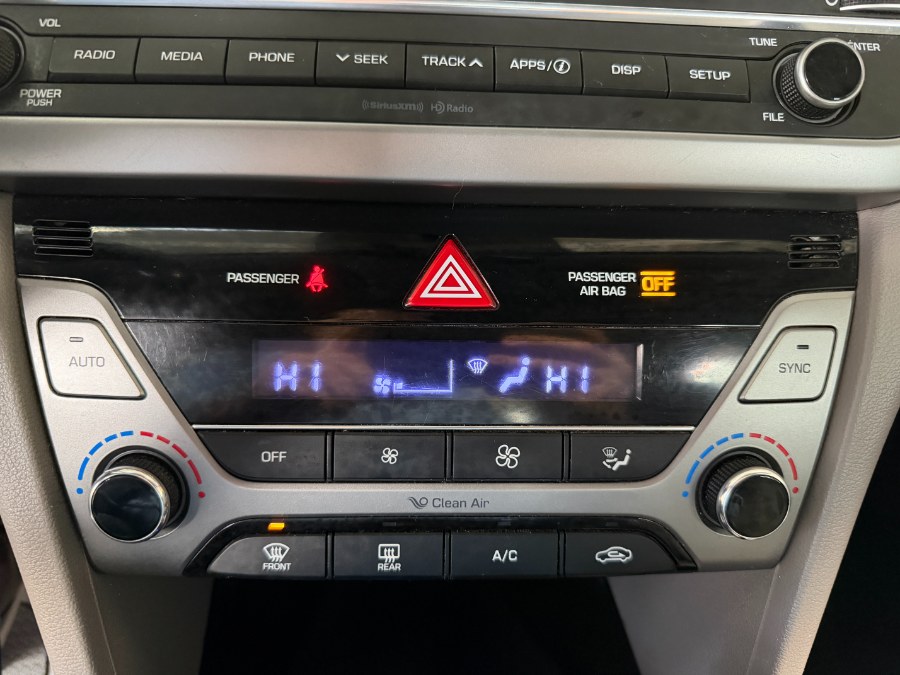 VOL
TUNE
ENTER
RADIO MEDIA PHONE SEEK TRACK APPS/i DISP SETUP
POWER
PUSH
FILE
((SiriusXM)) HD Radio
PASSENGER
PASSENGER
AIR BAG OFF
AUTO
HI HI
SYNC
OFF
Clean Air
FRONT
REAR
A/C